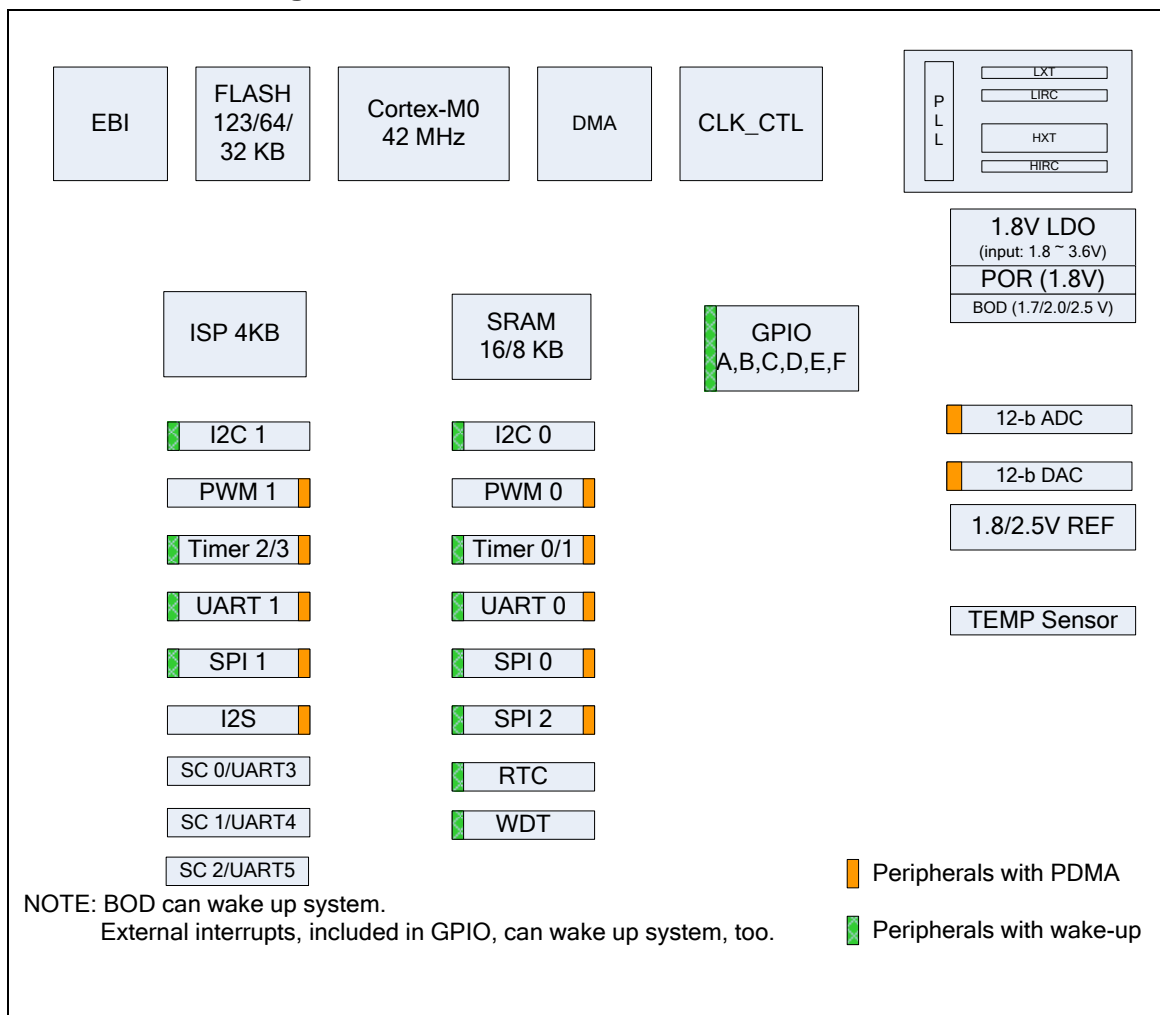 EBI
FLASH
123/64/
32 KB
Cortex-M0
42 MHz
DMA
CLK_CTL
P
L
L
LXT
LIRC
HXT
HIRC
1.8V LDO
(input: 1.8 ~ 3.6V)
POR (1.8V)
BOD (1.7/2.0/2.5 V)
ISP 4KB
SRAM
16/8 KB
GPIO
A,B,C,D,E,F
I2C 1
I2C 0
12-b ADC
PWM 1
PWM 0
12-b DAC
1.8/2.5V REF
Timer 2/3
Timer 0/1
UART 1
UART 0
TEMP Sensor
SPI 1
SPI 0
I2S
SPI 2
SC 0/UART3
RTC
SC 1/UART4
WDT
SC 2/UART5
Peripherals with PDMA
NOTE: BOD can wake up system.
External interrupts, included in GPIO, can wake up system, too.
Peripherals with wake-up